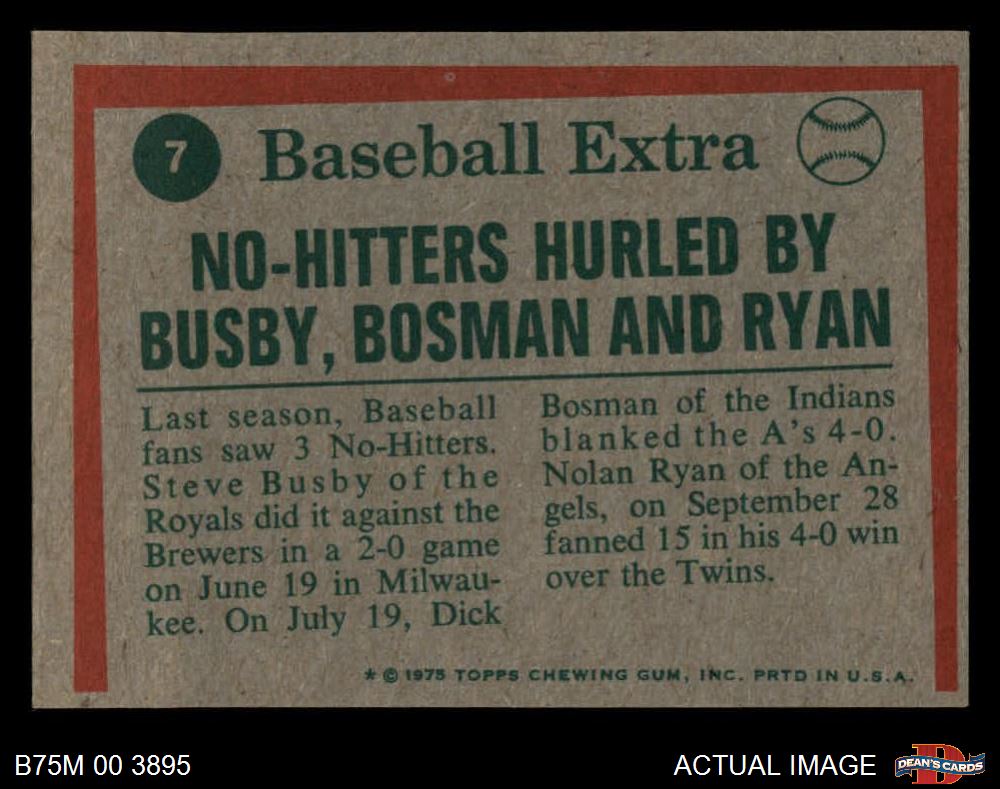 7
Baseball Extra
NO-HITTERS HURLED BY
BUSBY, BOSMAN AND RYAN
Last season, Baseball
fans saw 3 No-Hitters.
Steve Busby of the
Royals did it against the
Brewers in a 2-0 game
on June 19 in Milwau-
kee. On July 19, Dick
Bosman of the Indians
blanked the A's 4-0.
Nolan Ryan of the An-
gels, on September 28
fanned 15 in his 4-0 win
over the Twins.
* © 1975 TOPPS CHEWING GUM, INC. PRTD IN U.S.A.
B75M 00 3895
ACTUAL IMAGE
D
DEAN'S CARDS